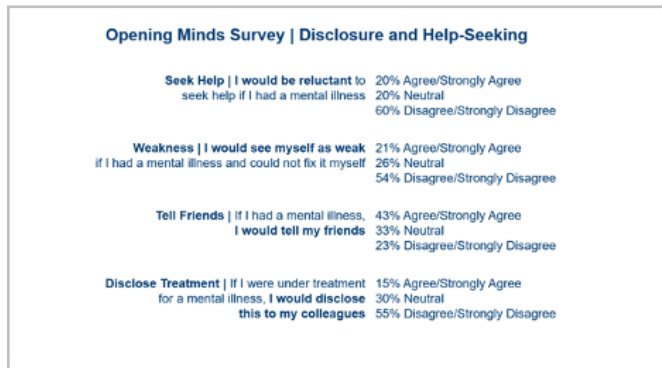 Opening Minds Survey | Disclosure and Help-Seeking
Seek Help | I would be reluctant to 20% Agree/Strongly Agree
seek help if I had a mental illness 20% Neutral
60% Disagree/Strongly Disagree
Weakness | I would see myself as weak 21% Agree/Strongly Agree
if I had a mental illness and could not fix it myself 26% Neutral
54% Disagree/Strongly Disagree
Tell Friends | If I had a mental illness, 43% Agree/Strongly Agree
I would tell my friends 33% Neutral
23% Disagree/Strongly Disagree
Disclose Treatment | If I were under treatment 15% Agree/Strongly Agree
for a mental illness, I would disclose 30% Neutral
this to my colleagues 55% Disagree/Strongly Disagree